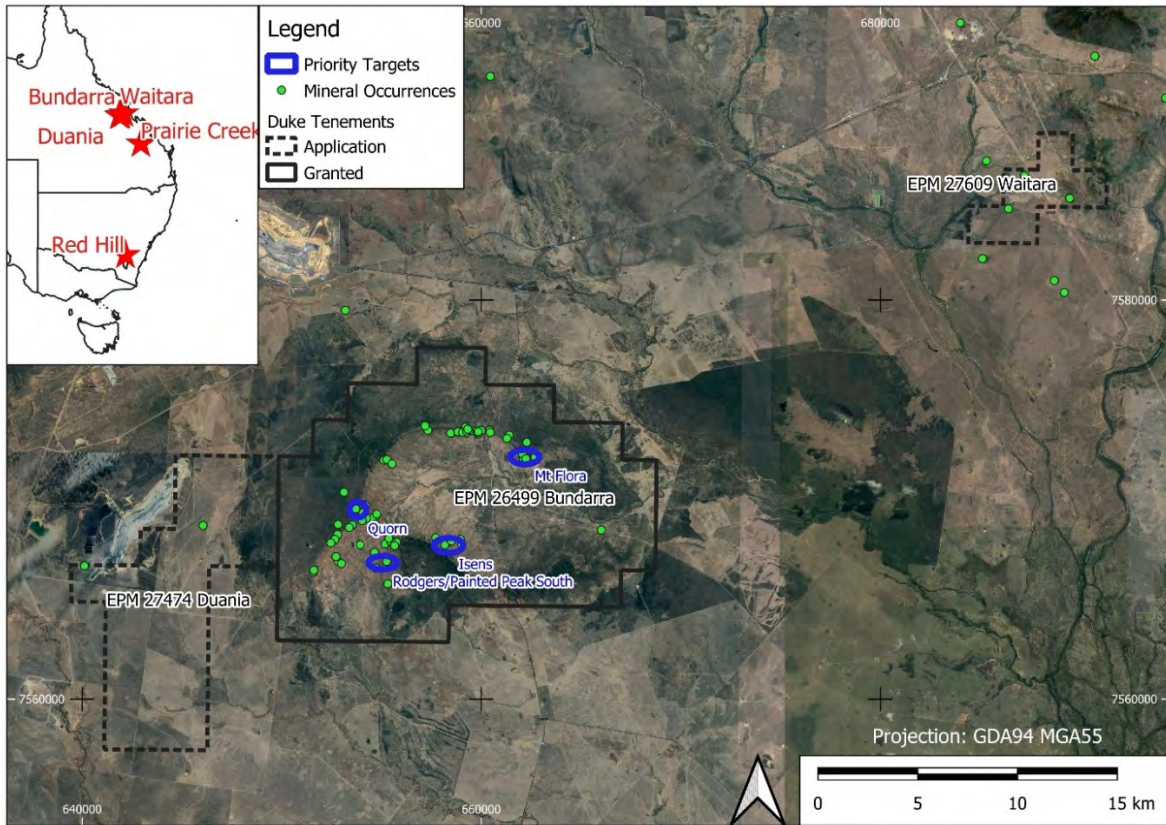 Bundarra Waitara
Duania
Prairie Creek
Red Hill
Legend
Priority Targets
Mineral Occurrences
Duke Tenements
Application
Granted
560000
680000
EPM 27609 Waitara
7580000
Mt Flora
EPM 26499 Bundarra
Quorn
Isens
Rodgers/Painted Peak South
EPM 27474 Duania
7560000
7560000
Projection: GDA94 MGA55
0 5 10 15 km
640000
660000